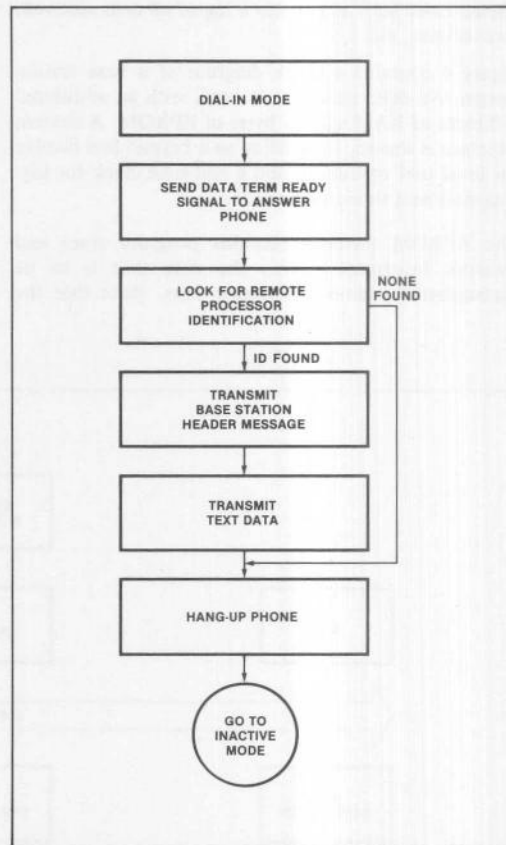 DIAL-IN MODE
SEND DATA TERM READY
SIGNAL TO ANSWER
PHONE
LOOK FOR REMOTE
PROCESSOR
IDENTIFICATION
NONE
FOUND
ID FOUND
TRANSMIT
BASE STATION
HEADER MESSAGE
TRANSMIT
TEXT DATA
HANG-UP PHONE
GO TO
INACTIVE
MODE